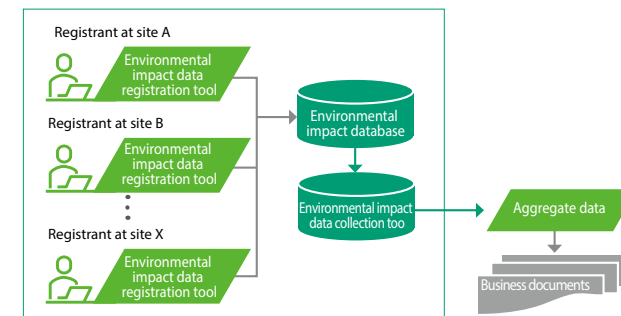 Registrant at site A
Environmental
impact data
registration tool
Registrant at site B
Environmental
impact data
registration tool
Registrant at site X
Environmental
impact data
registration tool
Environmental
impact database
Environmental impact
data collection too
Aggregate data
Business documents